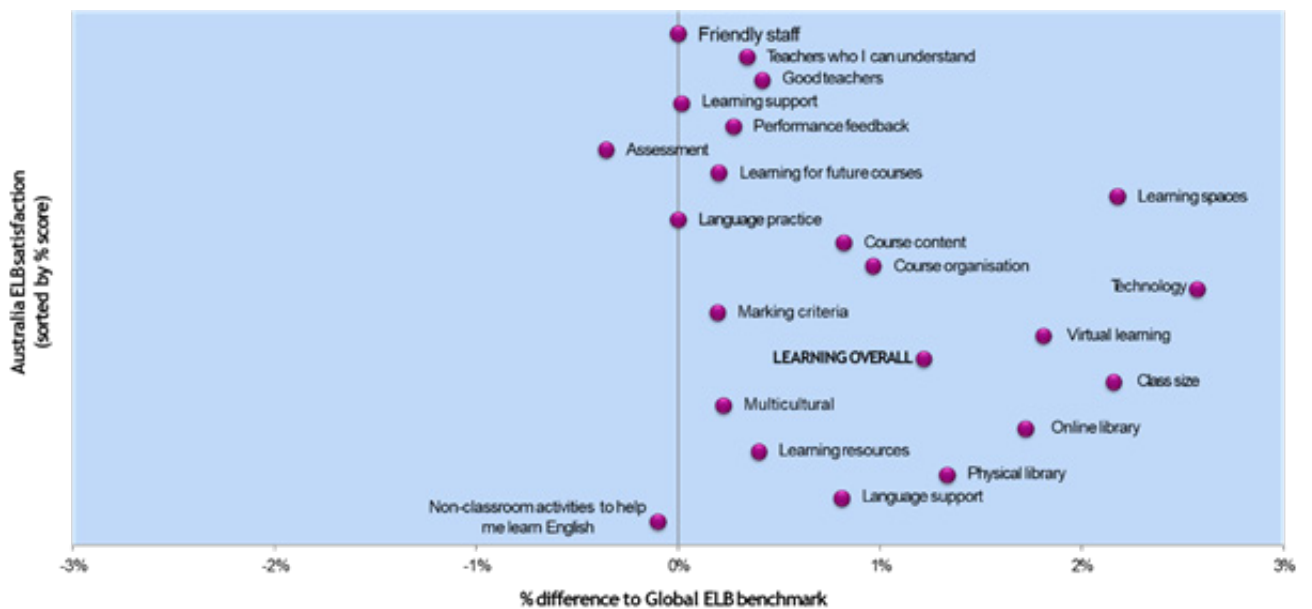 Friendly staff
Teachers who I can understand
Good teachers
Learning support
Performance feedback
Assessment
Learning for future courses
Learning spaces
Language practice
Course content
Course organisation
Technology
Marking criteria
Virtual learning
LEARNING OVERALL
Class size
Multicultural
Online library
Learning resources
Physical library
Language support
Non-classroom activities to help
me learn English
Australia ELB satisfaction
(sorted by % score)
-3% -2% -1% 0% 1% 2% 3%
% difference to Global ELB benchmark